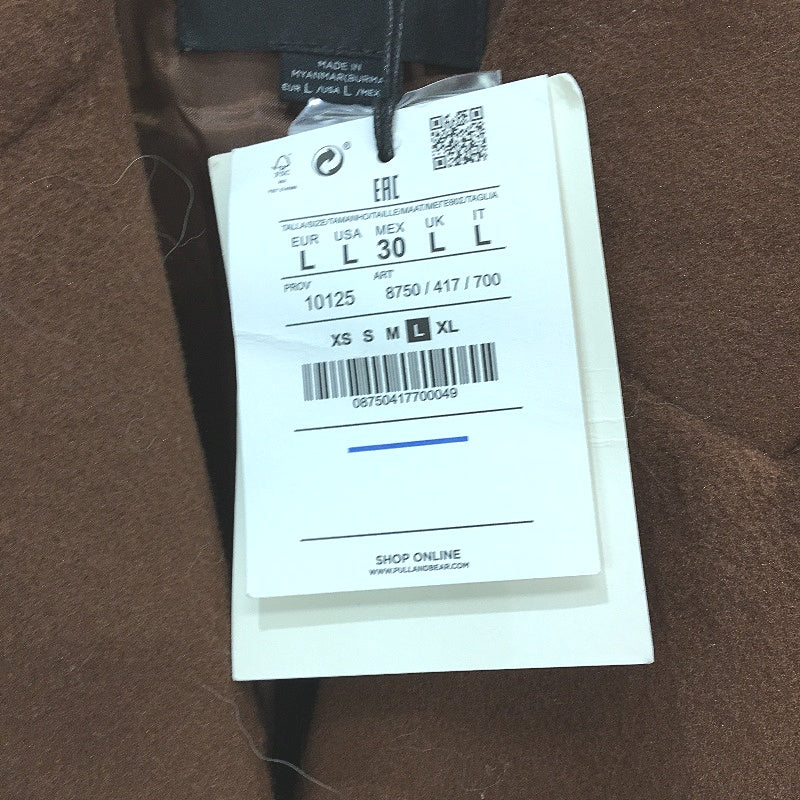 MADE IN
MYANMAR(BURMA
EUR L /USA L /MEX
FSC
®
EAC
TALLA/SIZE/TAMANHO/TAILLE/MAAT/ΜΕΓΕΘΟΣ/TAGLIA
EUR USA MEX UK IT
L L 30 L L
PROV ART
10125 8750 / 417 / 700
XS S M L XL
08750417700049
SHOP ONLINE
WWW.PULLANDBEAR.COM